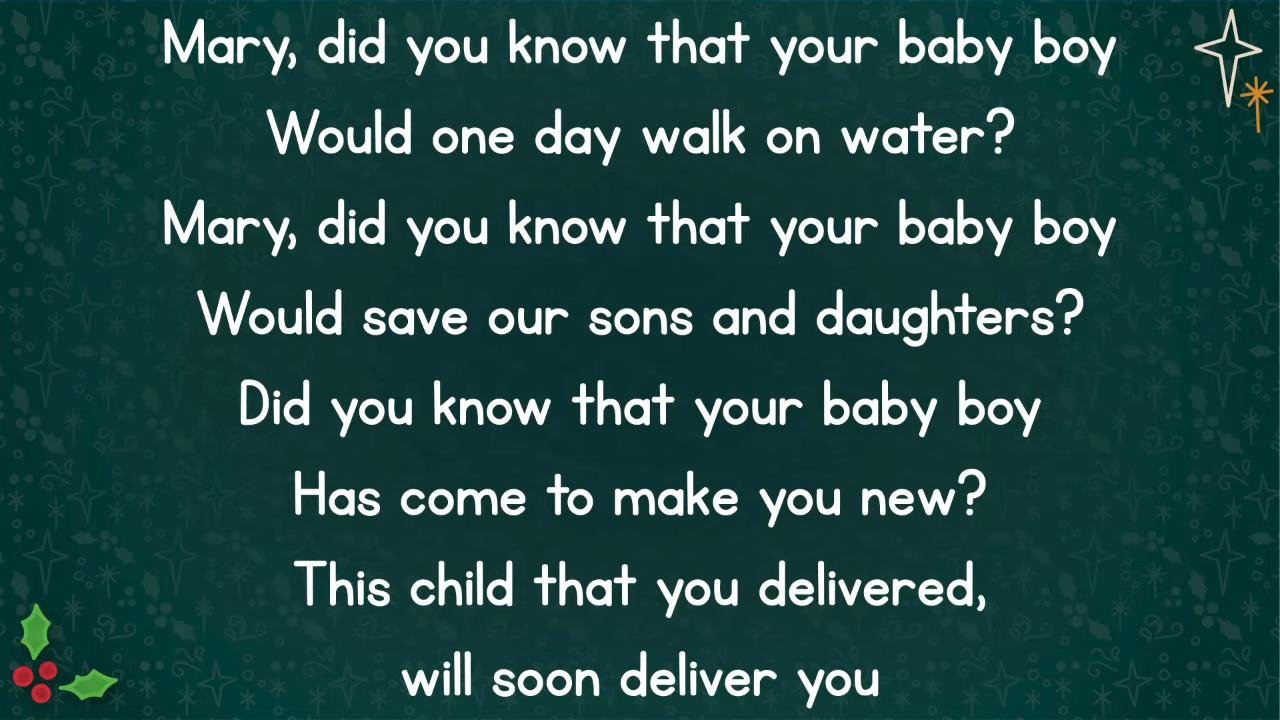 Mary, did you know that your baby boy
Would one day walk on water?
Mary, did you know that your baby boy
Would save our sons and daughters?
Did you know that your baby boy
Has come to make you new?
This child that you delivered,
will soon deliver you